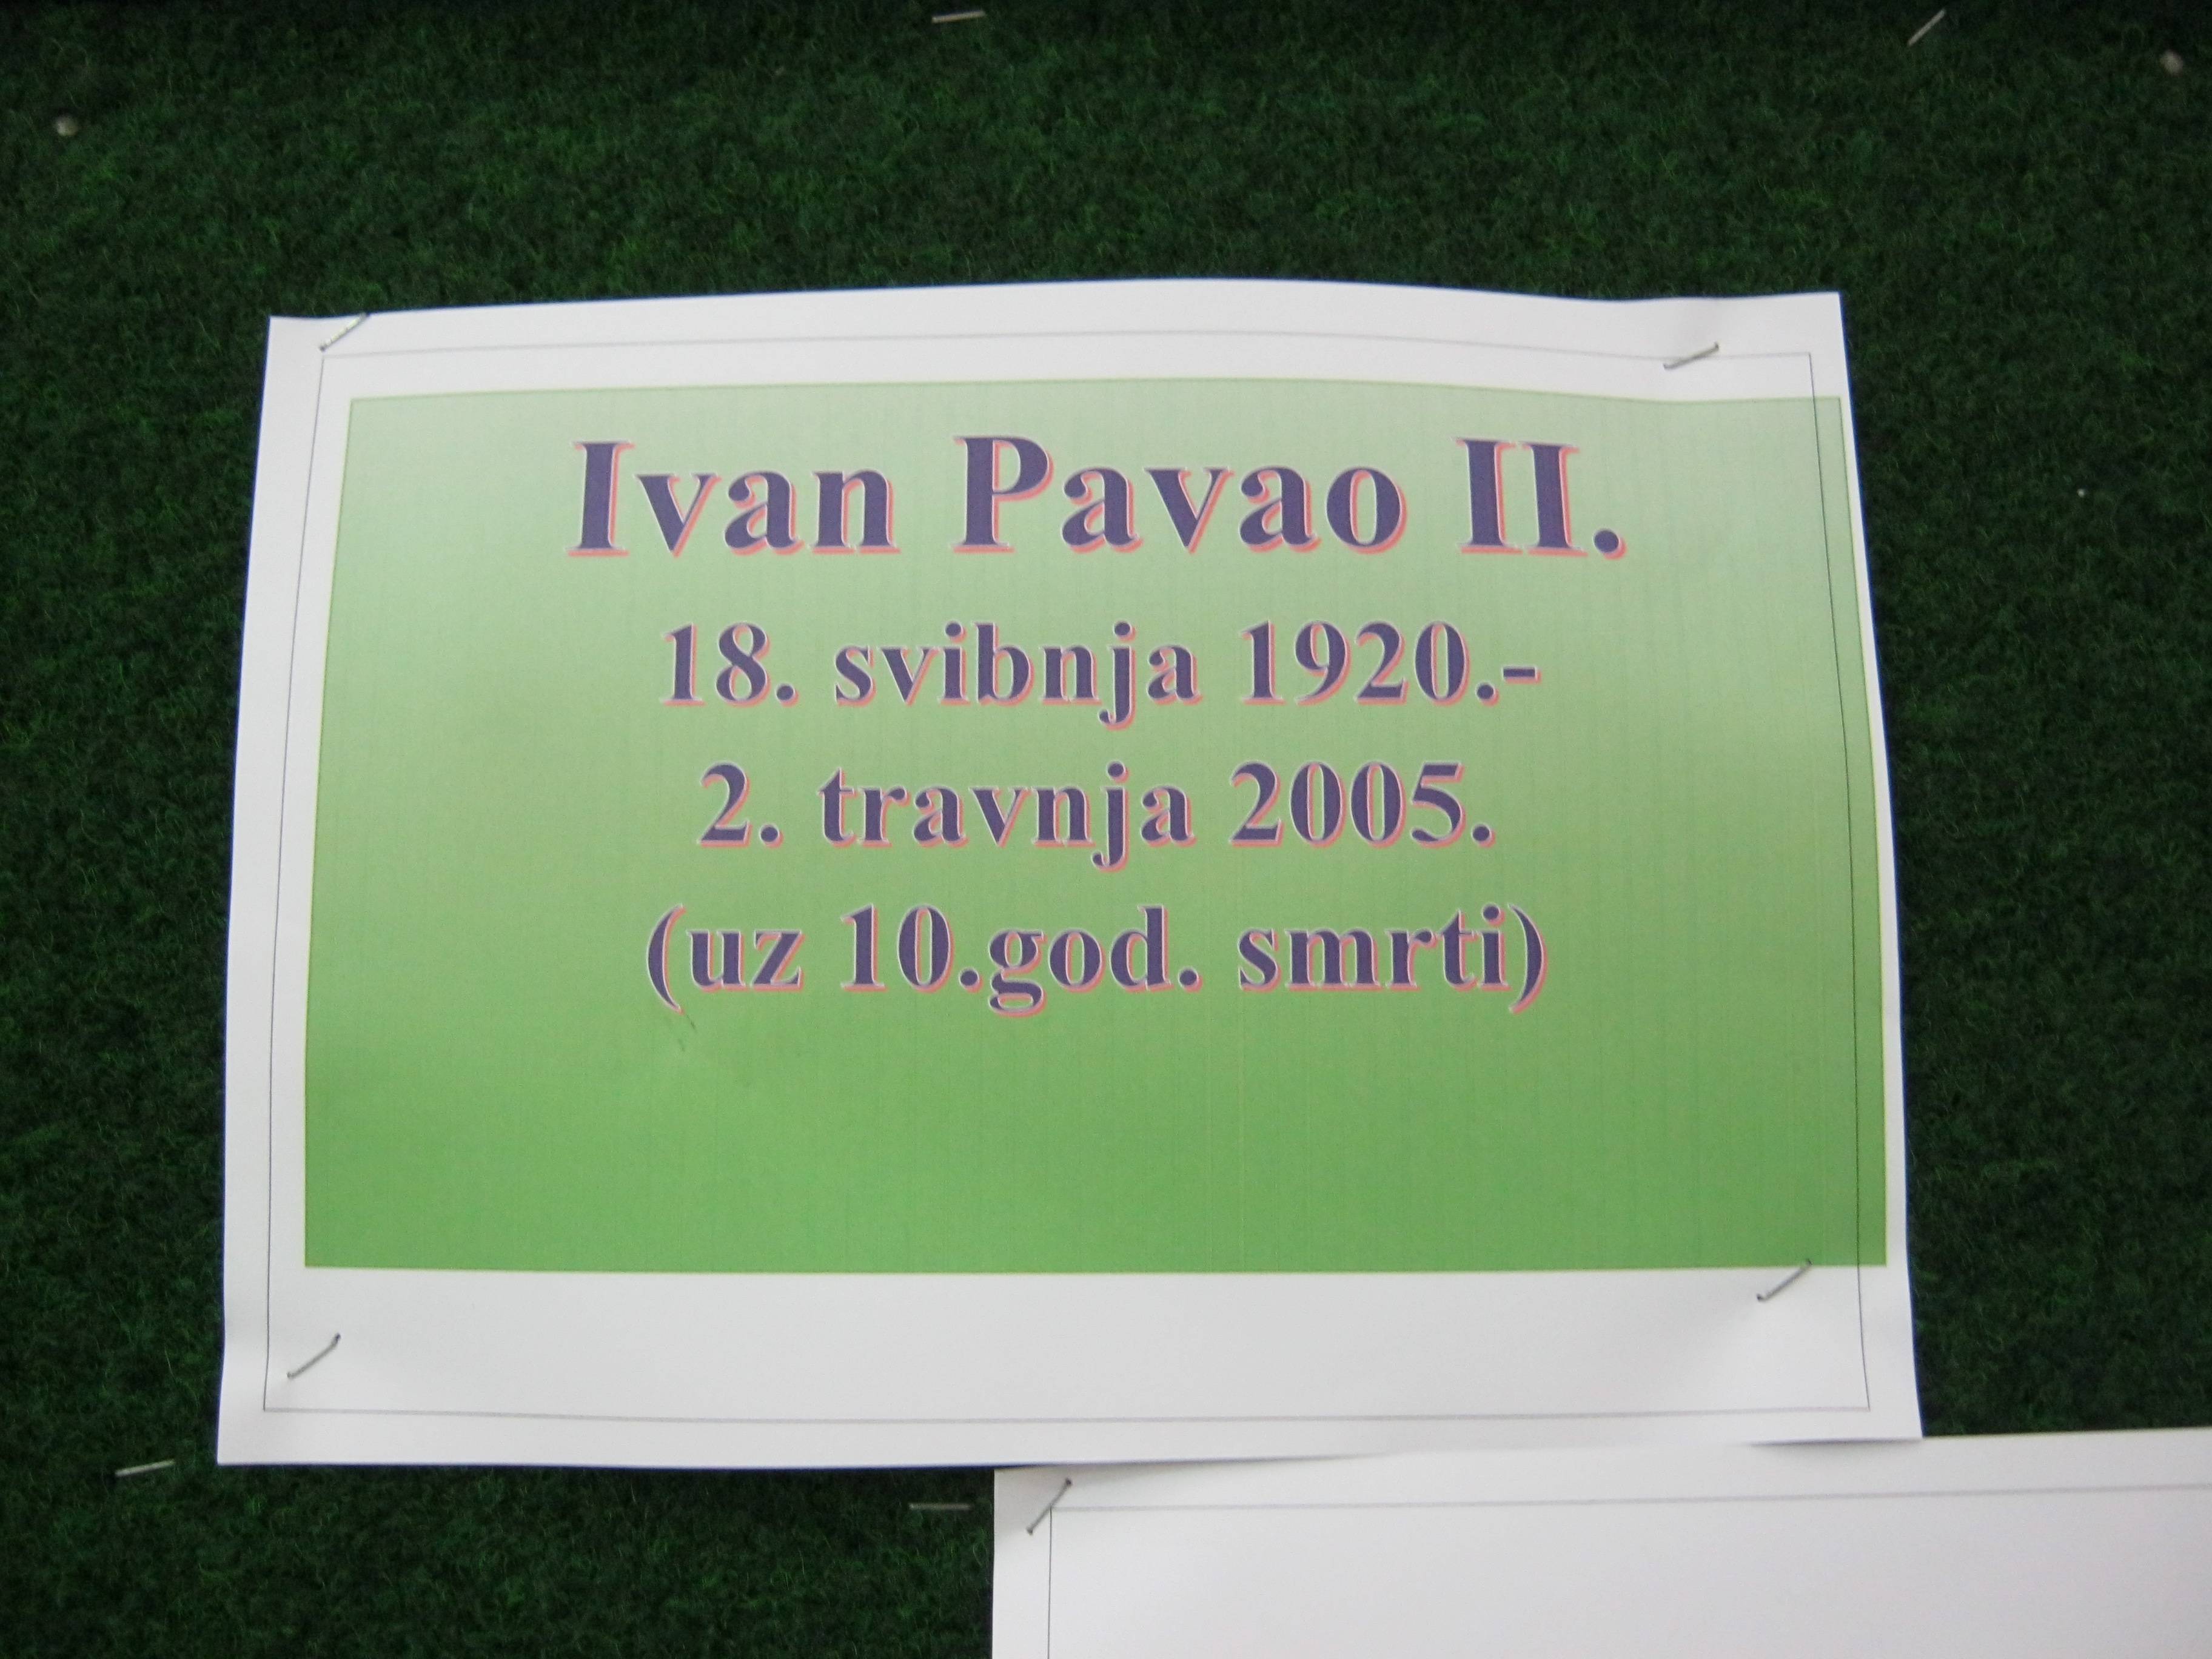 Ivan Pavao II.
18. svibnja 1920.-
2. travnja 2005.
(uz 10.god. smrti)